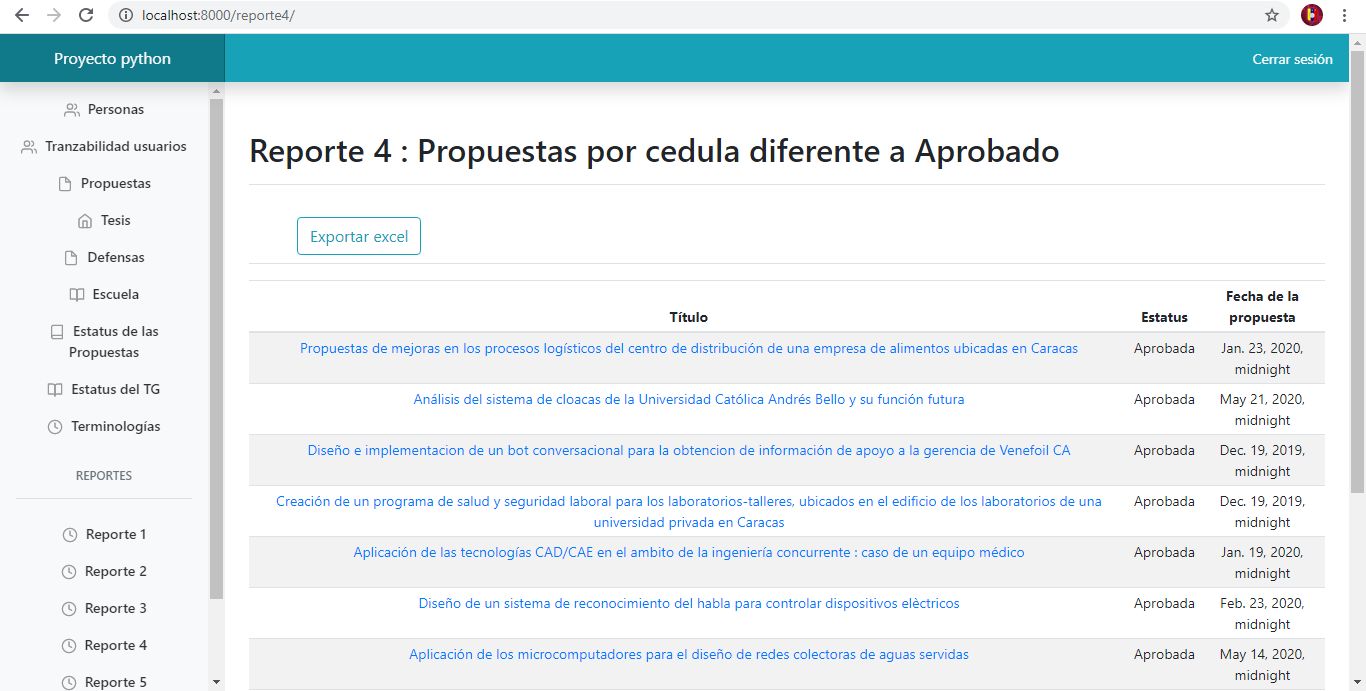 localhost:8000/reporte4/
Proyecto python
Cerrar sesión
Personas
Tranzabilidad usuarios
Propuestas
Tesis
Defensas
Escuela
Estatus de las
Propuestas
Estatus del TG
Terminologías
REPORTES
Reporte 1
Reporte 2
Reporte 3
Reporte 4
Reporte 5
Reporte 4 : Propuestas por cedula diferente a Aprobado
Exportar excel
Título Estatus Fecha de la
propuesta
Propuestas de mejoras en los procesos logísticos del centro de distribución de una empresa de alimentos ubicadas en Caracas Aprobada Jan. 23, 2020,
midnight
Análisis del sistema de cloacas de la Universidad Católica Andrés Bello y su función futura Aprobada May 21, 2020,
midnight
Diseño e implementacion de un bot conversacional para la obtencion de información de apoyo a la gerencia de Venefoil CA Aprobada Dec. 19, 2019,
midnight
Creación de un programa de salud y seguridad laboral para los laboratorios-talleres, ubicados en el edificio de los laboratorios de una Aprobada Dec. 19, 2019,
universidad privada en Caracas midnight
Aplicación de las tecnologías CAD/CAE en el ambito de la ingeniería concurrente : caso de un equipo médico Aprobada Jan. 19, 2020,
midnight
Diseño de un sistema de reconocimiento del habla para controlar dispositivos elèctricos Aprobada Feb. 23, 2020,
midnight
Aplicación de los microcomputadores para el diseño de redes colectoras de aguas servidas Aprobada May 14, 2020,
midnight